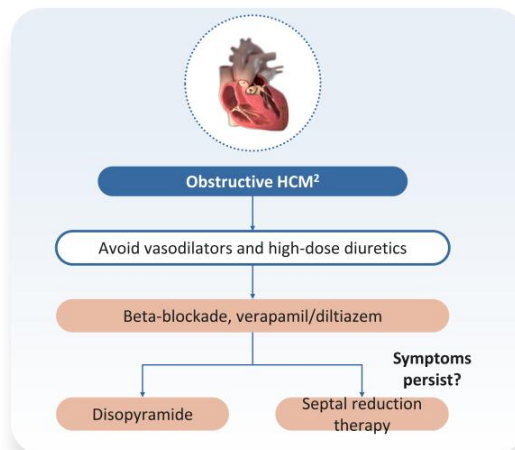 Obstructive HCM²
Avoid vasodilators and high-dose diuretics
Beta-blockade, verapamil/diltiazem
Symptoms
persist?
Disopyramide
Septal reduction
therapy